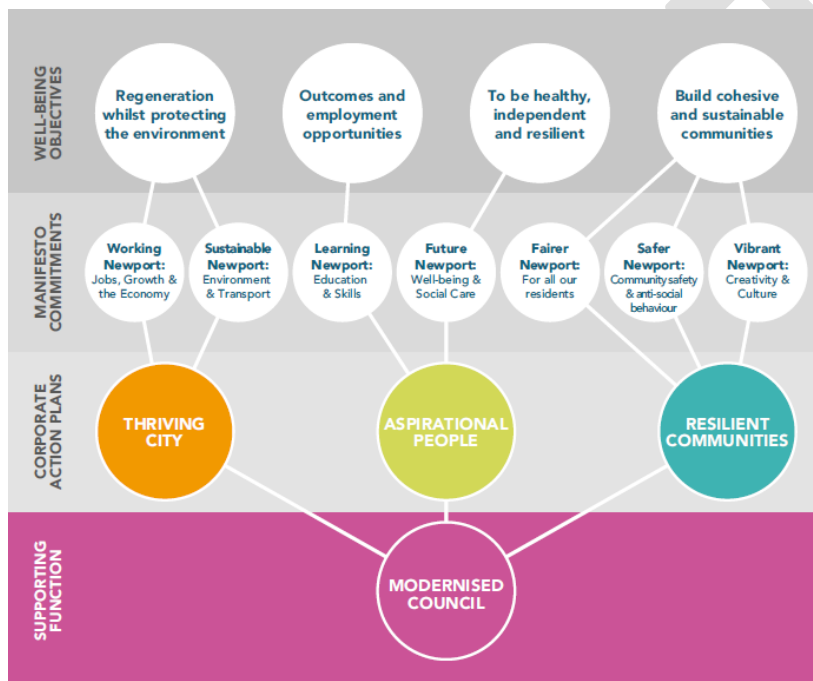 WELL-BEING
OBJECTIVES
Regeneration
whilst protecting
the environment
Outcomes and
employment
opportunities
To be healthy,
independent
and resilient
Build cohesive
and sustainable
communities
MANIFESTO
COMMITMENTS
Working
Newport:
Jobs, Growth &
the Economy
Sustainable
Newport:
Environment
& Transport
Learning
Newport:
Education
& Skills
Future
Newport:
Well-being &
Social Care
Fairer
Newport:
For all our
residents
Safer
Newport:
Community safety
& anti-social
behaviour
Vibrant
Newport:
Creativity &
Culture
CORPORATE
ACTION PLANS
THRIVING
CITY
ASPIRATIONAL
PEOPLE
RESILIENT
COMMUNITIES
SUPPORTING
FUNCTION
MODERNISED
COUNCIL